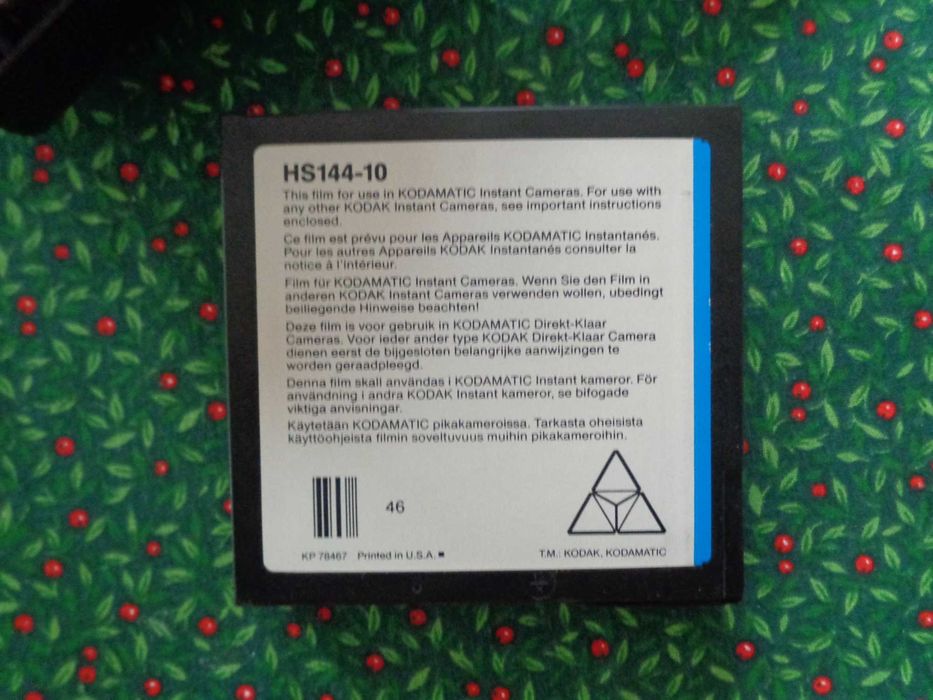 HS144-10
This film for use in KODAMATIC Instant Cameras. For use with
any other KODAK Instant Cameras, see important instructions
enclosed.
Ce film est prévu pour les Appareils KODAMATIC Instantanés.
Pour les autres Appareils KODAK Instantanés consulter la
notice à l'intérieur.
Film für KODAMATIC Instant Cameras. Wenn Sie den Film in
anderen KODAK Instant Cameras verwenden wollen, ubedingt
beiliegende Hinweise beachten!
Deze film is voor gebruik in KODAMATIC Direkt-Klaar
Cameras. Voor ieder ander type KODAK Direkt-Klaar Camera
dienen eerst de bijgesloten belangrijke aanwijzingen te
worden geraadpleegd.
Denna film skall användas i KODAMATIC Instant kameror. För
användning i andra KODAK Instant kameror, se bifogade
viktiga anvisningar.
Käytetään KODAMATIC pikakameroissa. Tarkasta oheisista
käyttöohjeista filmin soveltuvuus muihin pikakameroihin.
46
KP 78467 Printed in U.S.A.
T.M.: KODAK, KODAMATIC